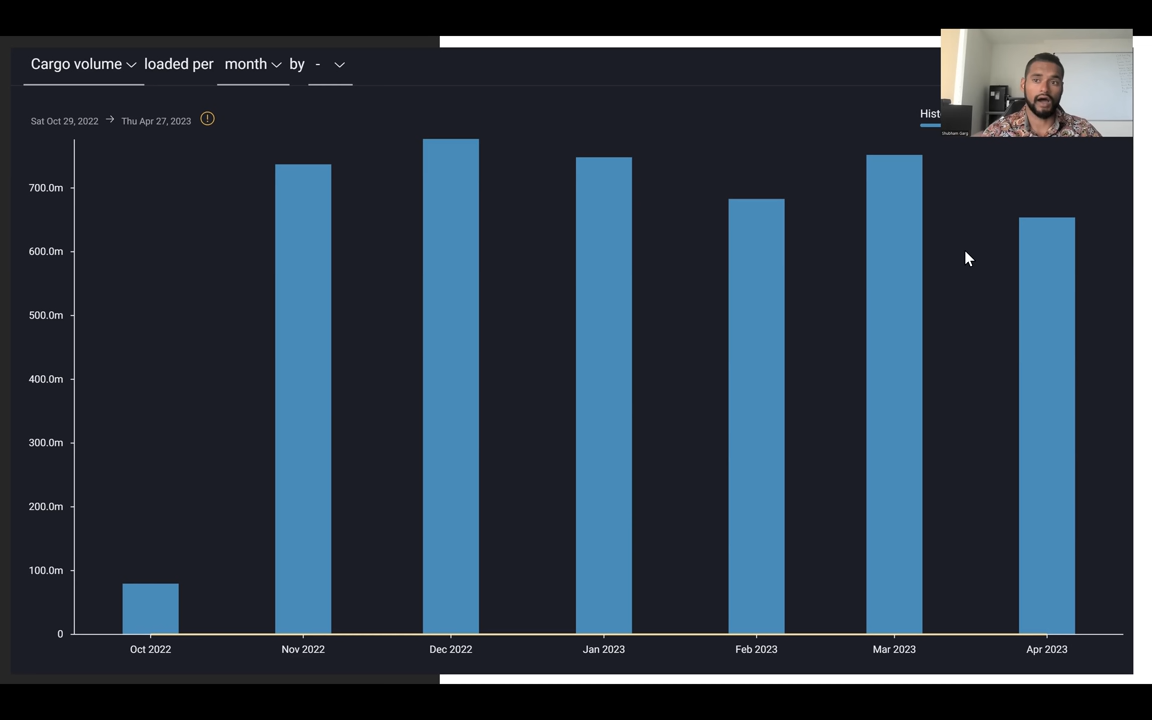 Cargo volume loaded per month by -
Sat Oct 29, 2022 → Thu Apr 27, 2023 !
700.0m
600.0m
500.0m
400.0m
300.0m
200.0m
100.0m
0
Oct 2022 Nov 2022 Dec 2022 Jan 2023 Feb 2023 Mar 2023 Apr 2023
Shubham Garg